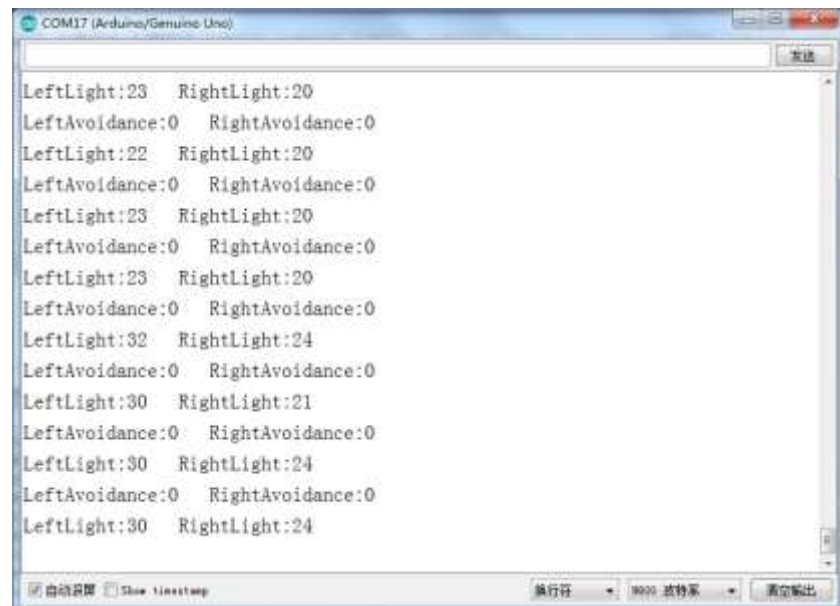 COM17 (Arduino/Genuino Uno)
发送
LeftLight:23 RightLight:20
LeftAvoidance:0 RightAvoidance:0
LeftLight:22 RightLight:20
LeftAvoidance:0 RightAvoidance:0
LeftLight:23 RightLight:20
LeftAvoidance:0 RightAvoidance:0
LeftLight:23 RightLight:20
LeftAvoidance:0 RightAvoidance:0
LeftLight:32 RightLight:24
LeftAvoidance:0 RightAvoidance:0
LeftLight:30 RightLight:21
LeftAvoidance:0 RightAvoidance:0
LeftLight:30 RightLight:24
LeftAvoidance:0 RightAvoidance:0
LeftLight:30 RightLight:24
自动滚屏 Show timestamp 换行符 9600 波特率 清空输出